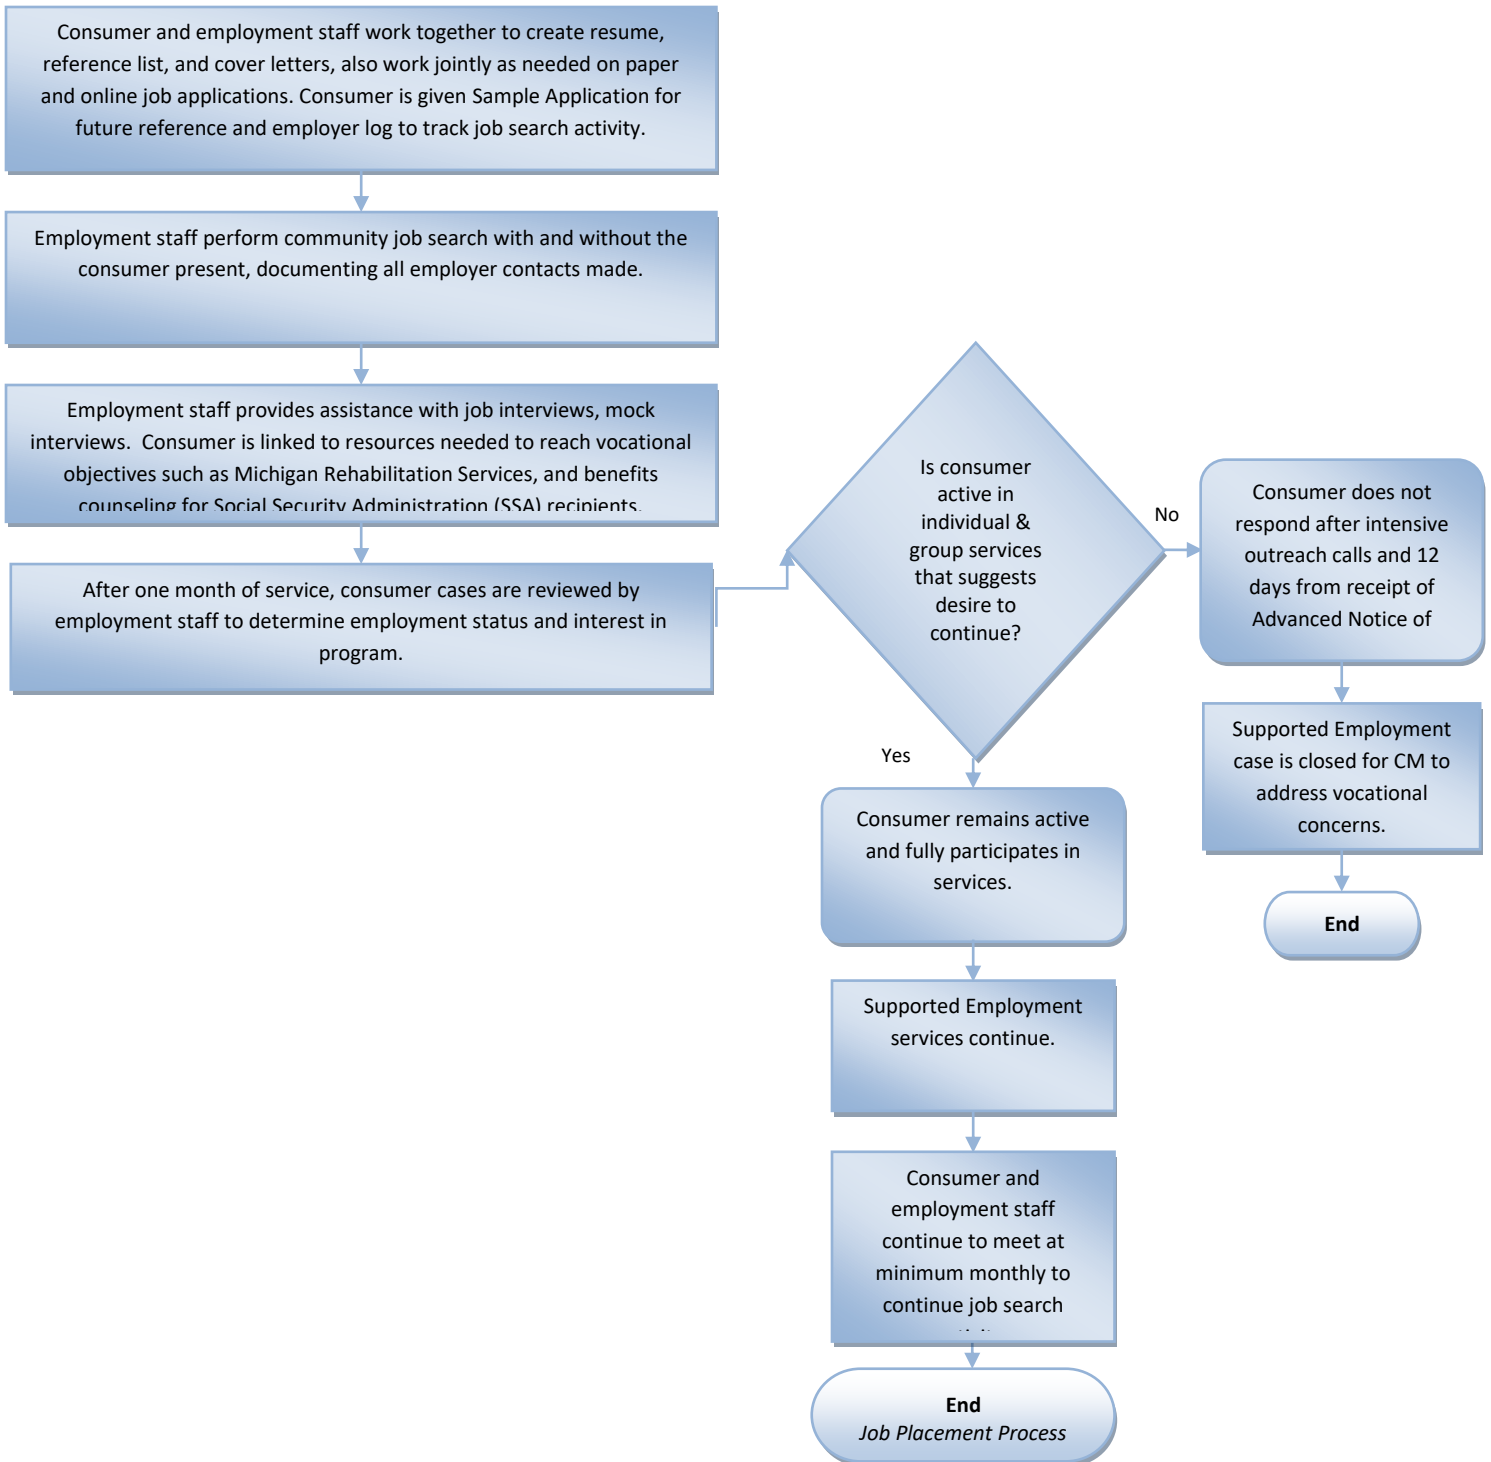 Consumer and employment staff work together to create resume,
reference list, and cover letters, also work jointly as needed on paper
and online job applications. Consumer is given Sample Application for
future reference and employer log to track job search activity.
Employment staff perform community job search with and without the
consumer present, documenting all employer contacts made.
Employment staff provides assistance with job interviews, mock
interviews.  Consumer is linked to resources needed to reach vocational
objectives such as Michigan Rehabilitation Services, and benefits
counseling for Social Security Administration (SSA) recipients.
After one month of service, consumer cases are reviewed by
employment staff to determine employment status and interest in
program.
Is consumer
active in
individual &
group services
that suggests
desire to
continue?
No
Consumer does not
respond after intensive
outreach calls and 12
days from receipt of
Advanced Notice of
Supported Employment
case is closed for CM to
address vocational
concerns.
End
Yes
Consumer remains active
and fully participates in
services.
Supported Employment
services continue.
Consumer and
employment staff
continue to meet at
minimum monthly to
continue job search
End
Job Placement Process